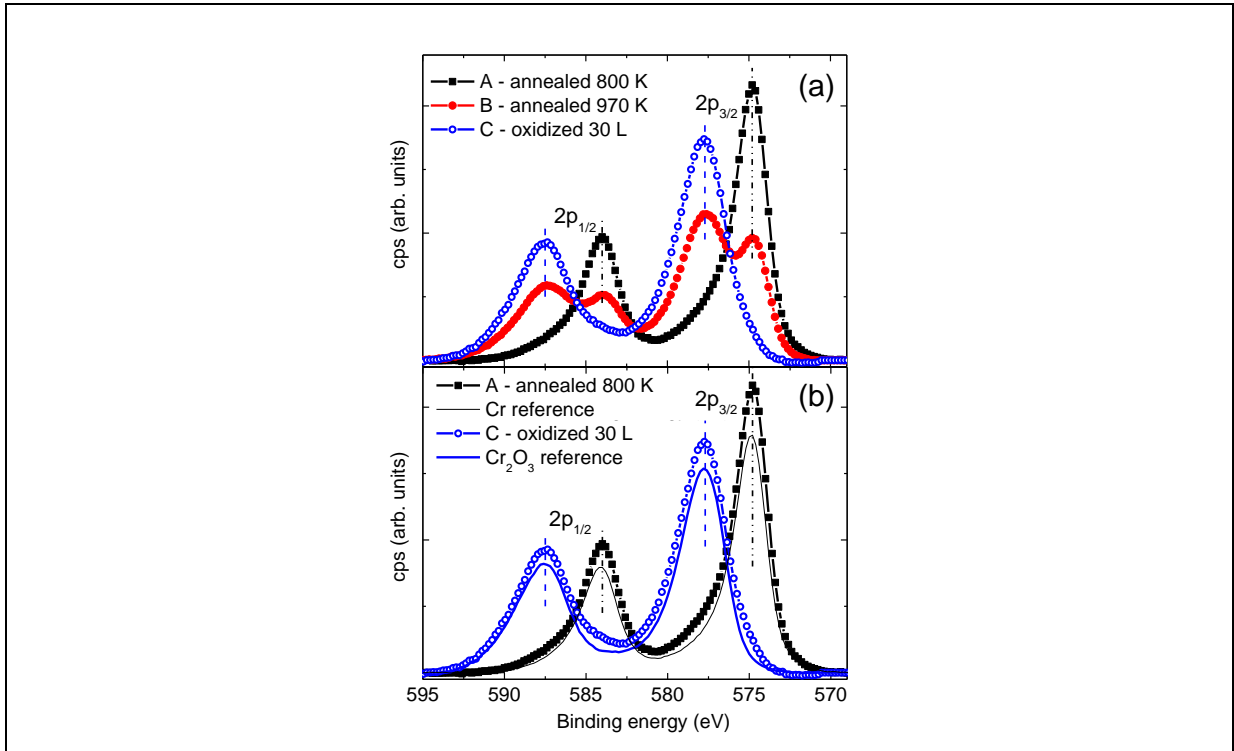 (a)
A - annealed 800 K
B - annealed 970 K
C - oxidized 30 L
2p3/2
2p1/2
cps (arb. units)
(b)
A - annealed 800 K
Cr reference
C - oxidized 30 L
Cr2O3 reference
2p3/2
2p1/2
cps (arb. units)
595 590 585 580 575 570
Binding energy (eV)